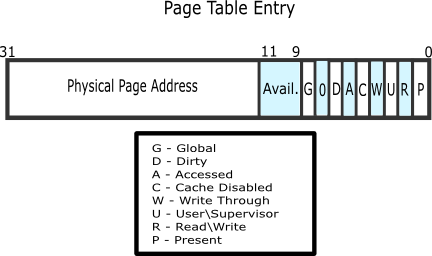 Page Table Entry
31 11 9 0
Physical Page Address Avail. G 0 D A C W U R P
G - Global
D - Dirty
A - Accessed
C - Cache Disabled
W - Write Through
U - User\Supervisor
R - Read\Write
P - Present